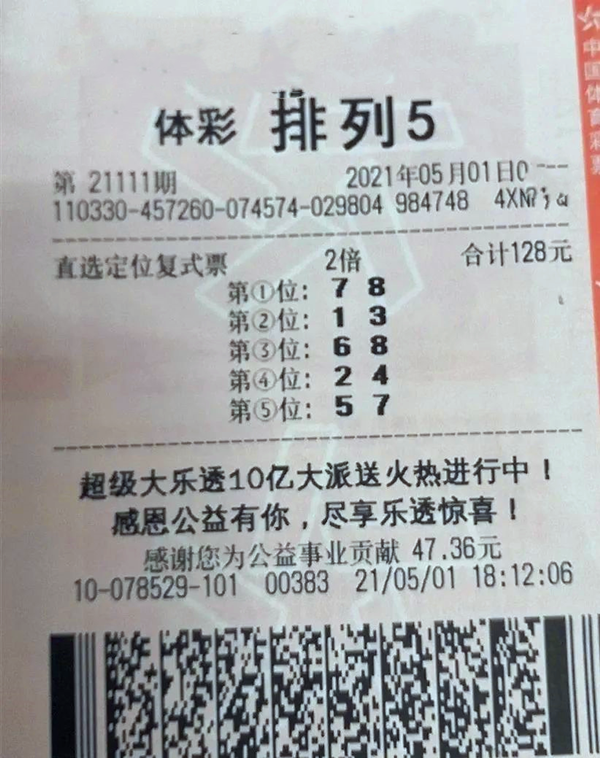 体彩 排列5
第 21111期 2021年05月01日
110330-457260-074574-029804 984748
直选定位复式票 2倍 合计128元
第①位: 7 8
第②位: 1 3
第③位: 6 8
第④位: 2 4
第⑤位: 5 7
超级大乐透10亿大派送火热进行中!
感恩公益有你,尽享乐透惊喜!
感谢您为公益事业贡献 47.36元
10-078529-101 00383 21/05/01 18:12:06
中国体育彩票